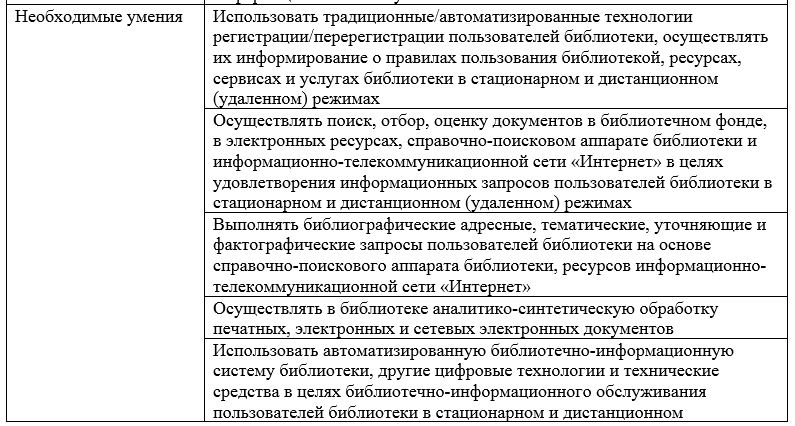 Необходимые умения
Использовать традиционные/автоматизированные технологии
регистрации/перерегистрации пользователей библиотеки, осуществлять
их информирование о правилах пользования библиотекой, ресурсах,
сервисах и услугах библиотеки в стационарном и дистанционном
(удаленном) режимах
Осуществлять поиск, отбор, оценку документов в библиотечном фонде,
в электронных ресурсах, справочно-поисковом аппарате библиотеки и
информационно-телекоммуникационной сети «Интернет» в целях
удовлетворения информационных запросов пользователей библиотеки в
стационарном и дистанционном (удаленном) режимах
Выполнять библиографические адресные, тематические, уточняющие и
фактографические запросы пользователей библиотеки на основе
справочно-поискового аппарата библиотеки, ресурсов информационно-
телекоммуникационной сети «Интернет»
Осуществлять в библиотеке аналитико-синтетическую обработку
печатных, электронных и сетевых электронных документов
Использовать автоматизированную библиотечно-информационную
систему библиотеки, другие цифровые технологии и технические
средства в целях библиотечно-информационного обслуживания
пользователей библиотеки в стационарном и дистанционном